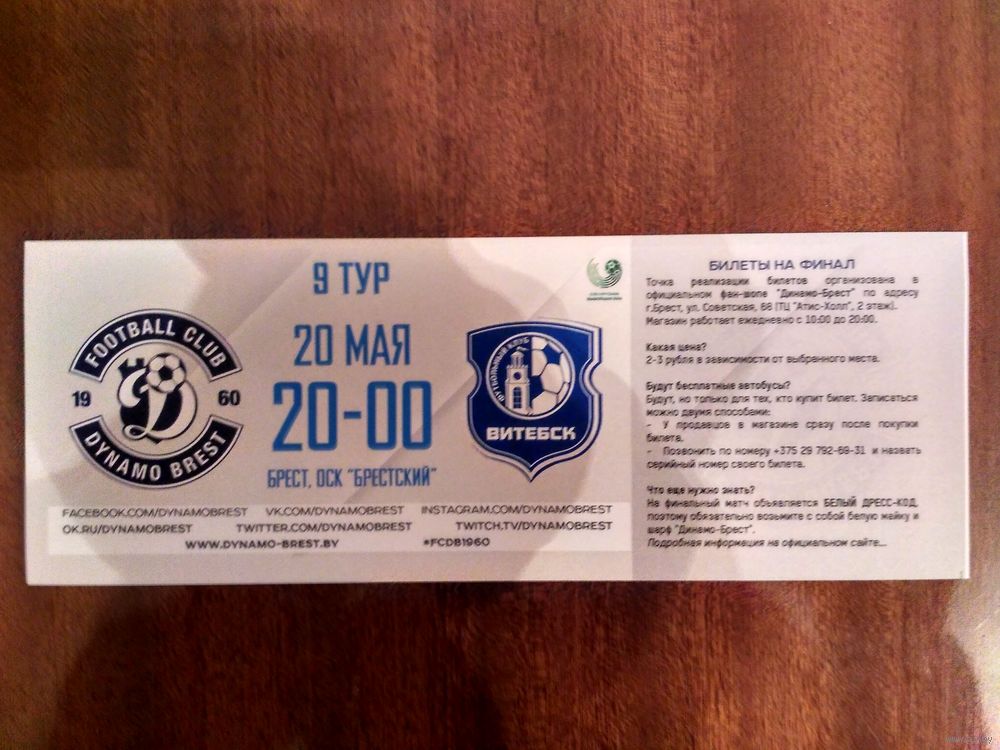 9 ТУР
20 МАЯ
20-00
БРЕСТ, ОСК "БРЕСТСКИЙ"
FOOTBALL CLUB
19 60
DYNAMO BREST
ФУТБОЛЬНЫЙ КЛУБ
ВИТЕБСК
FACEBOOK.COM/DYNAMOBREST VK.COM/DYNAMOBREST INSTAGRAM.COM/DYNAMOBREST
OK.RU/DYNAMOBREST TWITTER.COM/DYNAMOBREST TWITCH.TV/DYNAMOBREST
WWW.DYNAMO-BREST.BY #FCDB1960
БИЛЕТЫ НА ФИНАЛ
Точка реализации билетов организована в
официальном фан-шопе "Динамо-Брест" по адресу
г.Брест, ул. Советская, 68 (ТЦ "Атис-Холл", 2 этаж).
Магазин работает ежедневно с 10:00 до 20:00.
Какая цена?
2-3 рубля в зависимости от выбранного места.
Будут бесплатные автобусы?
Будут, но только для тех, кто купит билет. Записаться
можно двумя способами:
- У продавцов в магазине сразу после покупки
билета.
- Позвонить по номеру +375 29 792-69-31 и назвать
серийный номер своего билета.
Что еще нужно знать?
На финальный матч объявляется БЕЛЫЙ ДРЕСС-КОД,
поэтому обязательно возьмите с собой белую майку и
шарф "Динамо-Брест".
Подробная информация на официальном сайте...